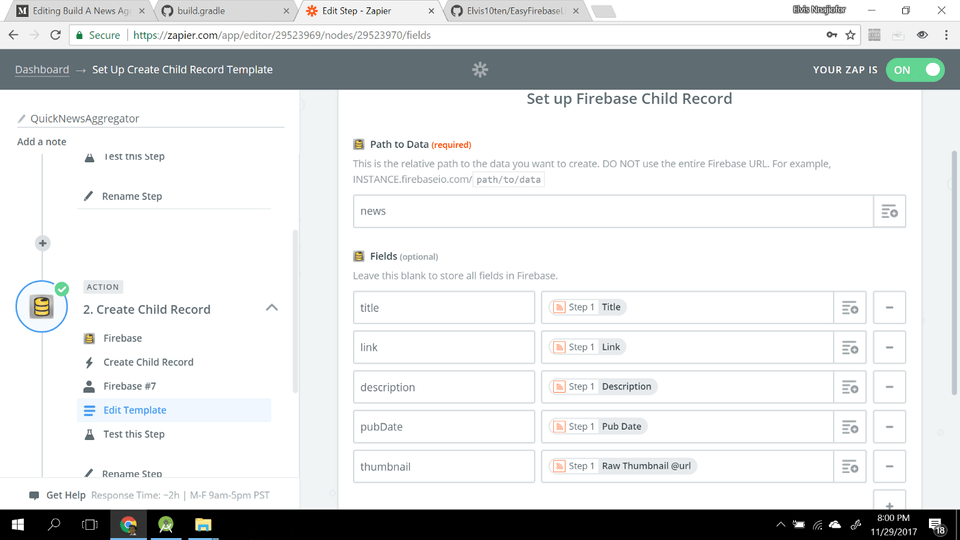 Editing Build A News Ag
build.gradle
Edit Step - Zapier
Elvis10ten/EasyFirebaseL
Elvis Nnajiofor
Secure
https://zapier.com/app/editor/29523969/nodes/29523970/fields
Dashboard → Set Up Create Child Record Template
YOUR ZAP IS ON
QuickNewsAggregator
Add a note
Test this Step
Rename Step
ACTION
2. Create Child Record
Firebase
Create Child Record
Firebase #7
Edit Template
Test this Step
Rename Step
Get Help Response Time: ~2h | M-F 9am-5pm PST
Set up Firebase Child Record
Path to Data (required)
This is the relative path to the data you want to create. DO NOT use the entire Firebase URL. For example,
INSTANCE.firebaseio.com/ path/to/data
news
Fields (optional)
Leave this blank to store all fields in Firebase.
title Step 1 Title
link Step 1 Link
description Step 1 Description
pubDate Step 1 Pub Date
thumbnail Step 1 Raw Thumbnail @url
8:00 PM
11/29/2017
18